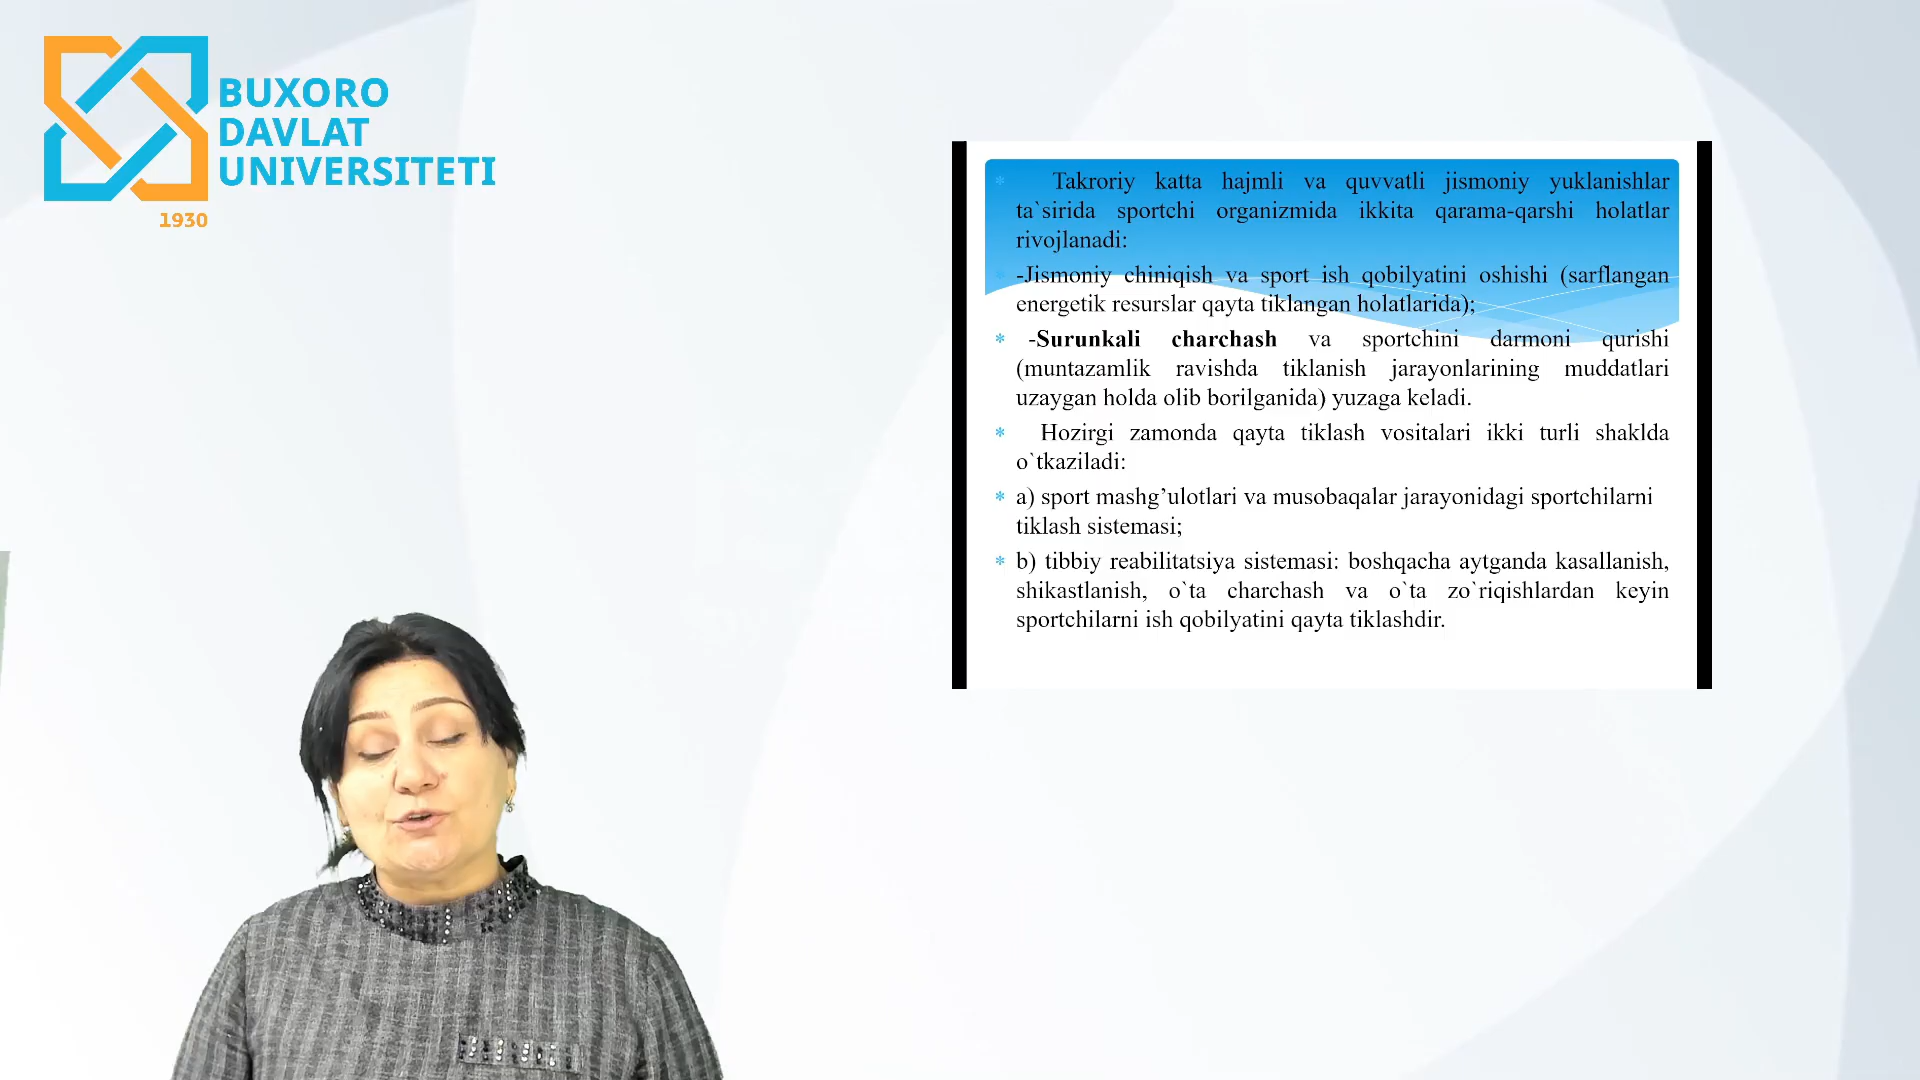 BUXORO
DAVLAT
UNIVERSITETI
1930
* Takroriy katta hajmli va quvvatli jismoniy yuklanishlar
ta`sirida sportchi organizmida ikkita qarama-qarshi holatlar
rivojlanadi:
-Jismoniy chiniqish va sport ish qobilyatini oshishi (sarflangan
energetik resurslar qayta tiklangan holatlarida);
* -Surunkali charchash va sportchini darmoni qurishi
(muntazamlik ravishda tiklanish jarayonlarining muddatlari
uzaygan holda olib borilganida) yuzaga keladi.
* Hozirgi zamonda qayta tiklash vositalari ikki turli shaklda
o`tkaziladi:
* a) sport mashg’ulotlari va musobaqalar jarayonidagi sportchilarni
tiklash sistemasi;
* b) tibbiy reabilitatsiya sistemasi: boshqacha aytganda kasallanish,
shikastlanish, o`ta charchash va o`ta zo`riqishlardan keyin
sportchilarni ish qobilyatini qayta tiklashdir.